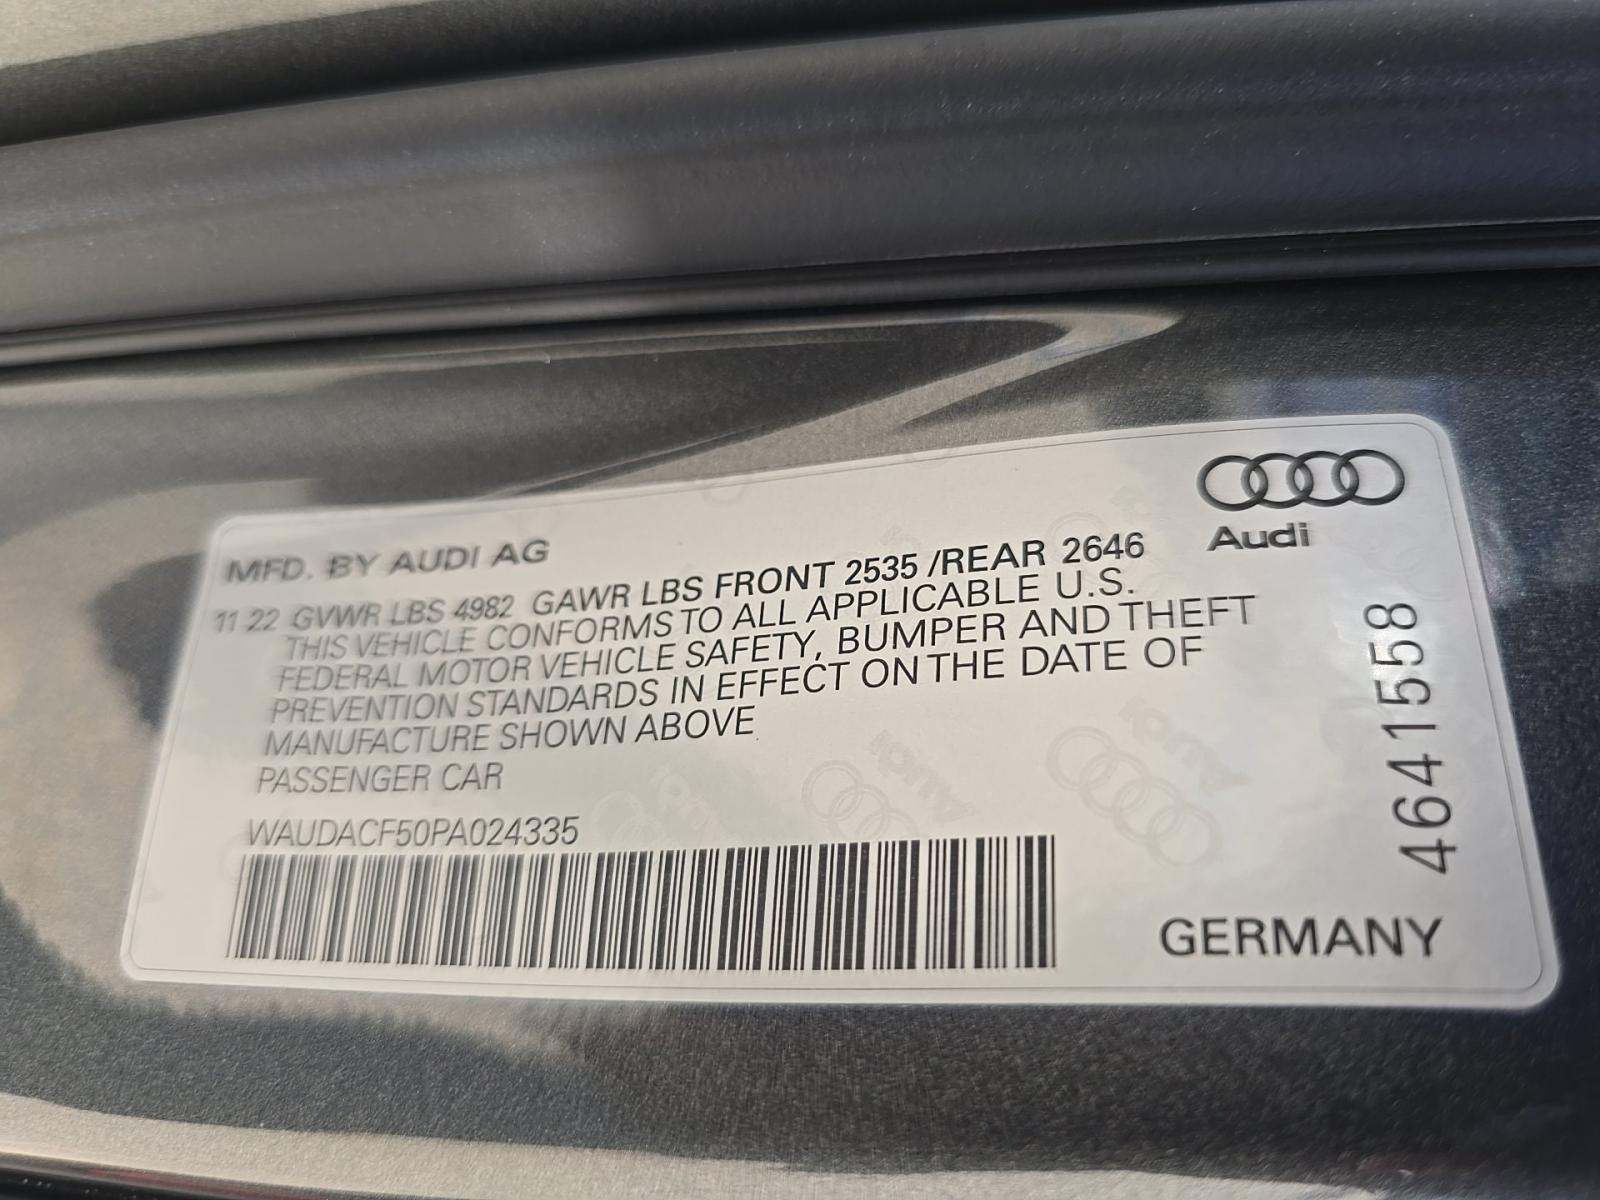 Audi
MFD. BY AUDI AG
11 22 GVWR LBS 4982 GAWR LBS FRONT 2535 /REAR 2646
THIS VEHICLE CONFORMS TO ALL APPLICABLE U.S.
FEDERAL MOTOR VEHICLE SAFETY, BUMPER AND THEFT
PREVENTION STANDARDS IN EFFECT ON THE DATE OF
MANUFACTURE SHOWN ABOVE
PASSENGER CAR
WAUDACF50PA024335
4641558
GERMANY